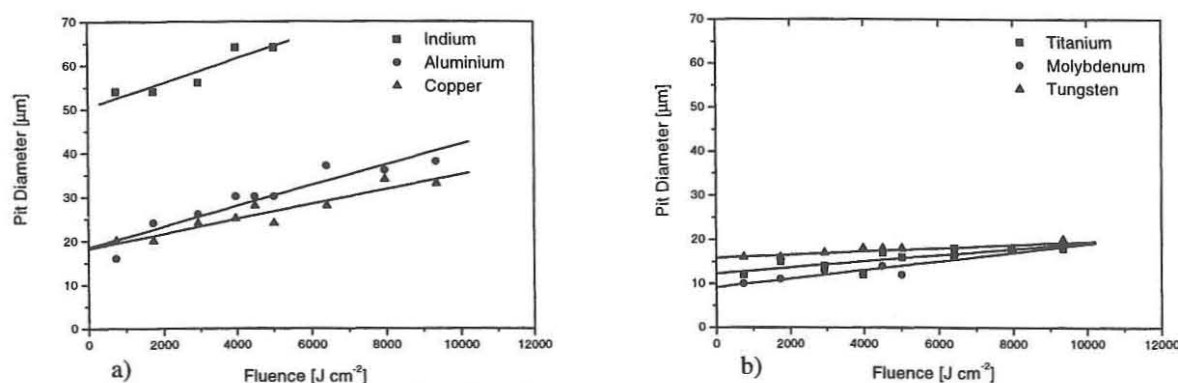 70
60
50
40
30
20
10
0
Pit Diameter [µm]
Indium
Aluminium
Copper
0 2000 4000 6000 8000 10000 12000
a)
Fluence [J cm-2]
70
60
50
40
30
20
10
0
Pit Diameter [µm]
Titanium
Molybdenum
Tungsten
0 2000 4000 6000 8000 10000 12000
b)
Fluence [J cm-2]